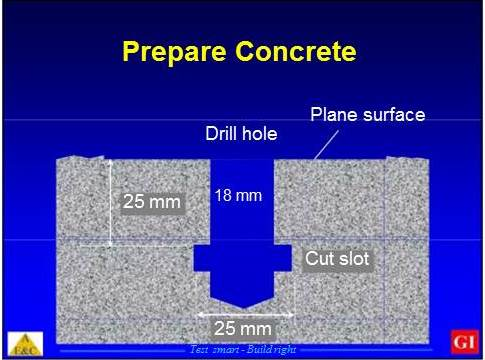 Prepare Concrete
Plane surface
Drill hole
25 mm
18 mm
Cut slot
25 mm
E&C
Test smart - Build right
GI